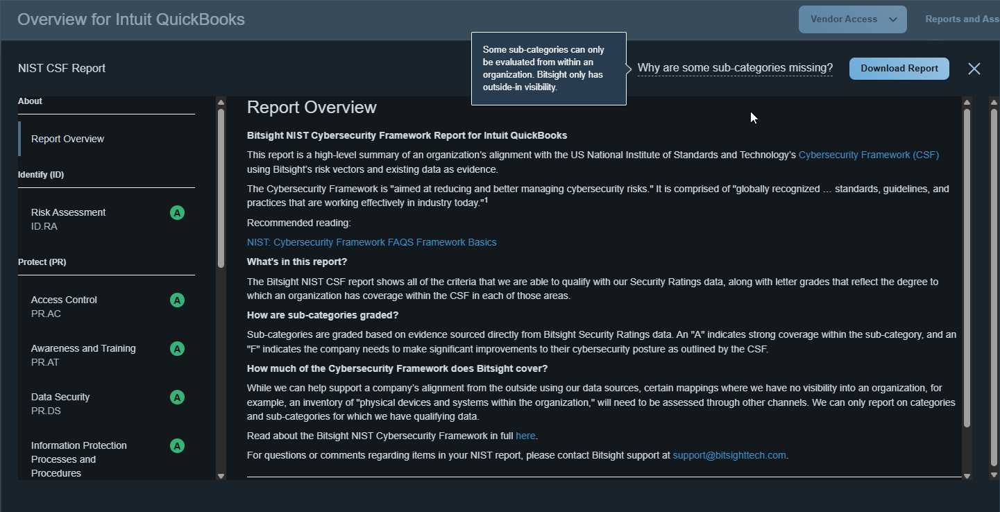 Overview for Intuit QuickBooks
Vendor Access
Reports and Ass
NIST CSF Report
Some sub-categories can only
be evaluated from within an
organization. Bitsight only has
outside-in visibility.
Why are some sub-categories missing?
Download Report
About
Report Overview
Identify (ID)
Risk Assessment
A
ID.RA
Protect (PR)
Access Control
A
PR.AC
Awareness and Training
A
PR.AT
Data Security
A
PR.DS
Information Protection
A
Processes and
Procedures
Report Overview
Bitsight NIST Cybersecurity Framework Report for Intuit QuickBooks
This report is a high-level summary of an organization’s alignment with the US National Institute of Standards and Technology’s Cybersecurity Framework (CSF)
using Bitsight’s risk vectors and existing data as evidence.
The Cybersecurity Framework is "aimed at reducing and better managing cybersecurity risks." It is comprised of "globally recognized … standards, guidelines, and
practices that are working effectively in industry today."¹
Recommended reading:
NIST: Cybersecurity Framework FAQS Framework Basics
What’s in this report?
The Bitsight NIST CSF report shows all of the criteria that we are able to qualify with our Security Ratings data, along with letter grades that reflect the degree to
which an organization has coverage within the CSF in each of those areas.
How are sub-categories graded?
Sub-categories are graded based on evidence sourced directly from Bitsight Security Ratings data. An "A" indicates strong coverage within the sub-category, and an
"F" indicates the company needs to make significant improvements to their cybersecurity posture as outlined by the CSF.
How much of the Cybersecurity Framework does Bitsight cover?
While we can help support a company’s alignment from the outside using our data sources, certain mappings where we have no visibility into an organization, for
example, an inventory of "physical devices and systems within the organization," will need to be assessed through other channels. We can only report on categories
and sub-categories for which we have qualifying data.
Read about the Bitsight NIST Cybersecurity Framework in full here.
For questions or comments regarding items in your NIST report, please contact Bitsight support at support@bitsighttech.com.